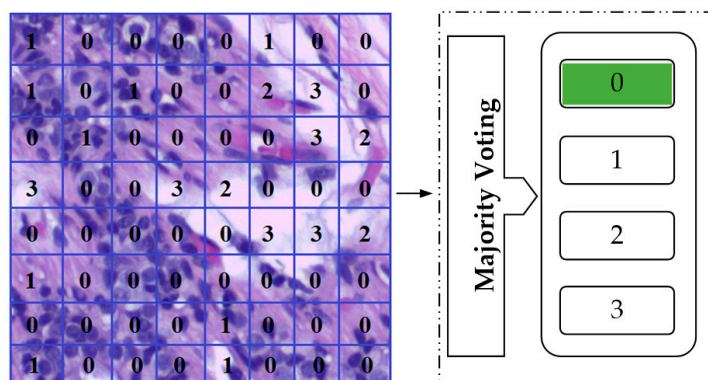 1 0 0 0 0 1 0 0
1 0 1 0 0 2 3 0
0 1 0 0 0 0 3 2
3 0 0 3 2 0 0 0
0 0 0 0 0 3 3 2
1 0 0 0 0 0 0 0
0 0 0 0 1 0 0 0
1 0 0 0 1 0 0 0
Majority Voting
0
1
2
3